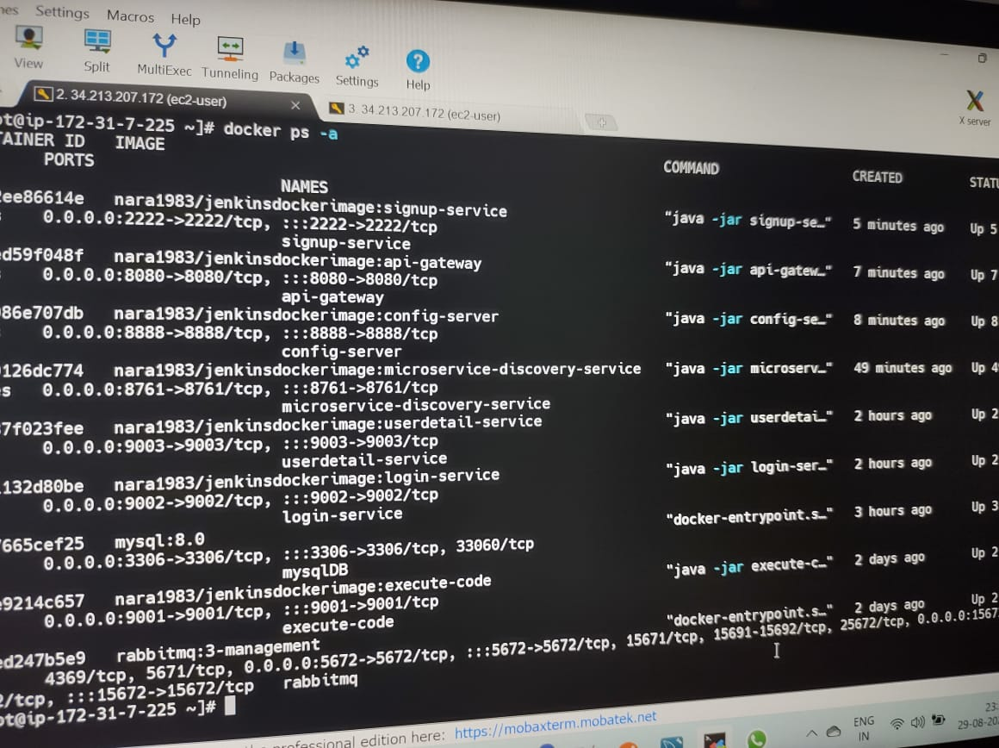 Settings Macros Help
View Split MultiExec Tunneling Packages Settings Help
X server
2. 34.213.207.172 (ec2-user)
3. 34.213.207.172 (ec2-user)
ot@ip-172-31-7-225 ~]# docker ps -a
TAINER ID IMAGE COMMAND CREATED STATU
PORTS
NAMES
ee86614e nara1983/jenkinsdockerimage:signup-service "java -jar signup-se…" 5 minutes ago Up 5
0.0.0.0:2222->2222/tcp, :::2222->2222/tcp
signup-service
d59f048f nara1983/jenkinsdockerimage:api-gateway "java -jar api-gatew…" 7 minutes ago Up 7
0.0.0.0:8080->8080/tcp, :::8080->8080/tcp
api-gateway
86e707db nara1983/jenkinsdockerimage:config-server "java -jar config-se…" 8 minutes ago Up 8
0.0.0.0:8888->8888/tcp, :::8888->8888/tcp
config-server
126dc774 nara1983/jenkinsdockerimage:microservice-discovery-service "java -jar microserv…" 49 minutes ago Up 4
s 0.0.0.0:8761->8761/tcp, :::8761->8761/tcp
microservice-discovery-service
7f023fee nara1983/jenkinsdockerimage:userdetail-service "java -jar userdetai…" 2 hours ago Up 2
0.0.0.0:9003->9003/tcp, :::9003->9003/tcp
userdetail-service
132d80be nara1983/jenkinsdockerimage:login-service "java -jar login-ser…" 2 hours ago Up 2
0.0.0.0:9002->9002/tcp, :::9002->9002/tcp
login-service
665cef25 mysql:8.0 "docker-entrypoint.s…" 3 hours ago Up 3
0.0.0.0:3306->3306/tcp, :::3306->3306/tcp, 33060/tcp
mysqlDB
9214c657 nara1983/jenkinsdockerimage:execute-code "java -jar execute-c…" 2 days ago Up 2
0.0.0.0:9001->9001/tcp, :::9001->9001/tcp
execute-code
d247b5e9 rabbitmq:3-management "docker-entrypoint.s…" 2 days ago Up 2
4369/tcp, 5671/tcp, 0.0.0.0:5672->5672/tcp, :::5672->5672/tcp, 15671/tcp, 15691-15692/tcp, 25672/tcp, 0.0.0.0:1567
2/tcp, :::15672->15672/tcp rabbitmq
ot@ip-172-31-7-225 ~]#
professional edition here: https://mobaxterm.mobatek.net
ENG
IN
23:
29-08-20